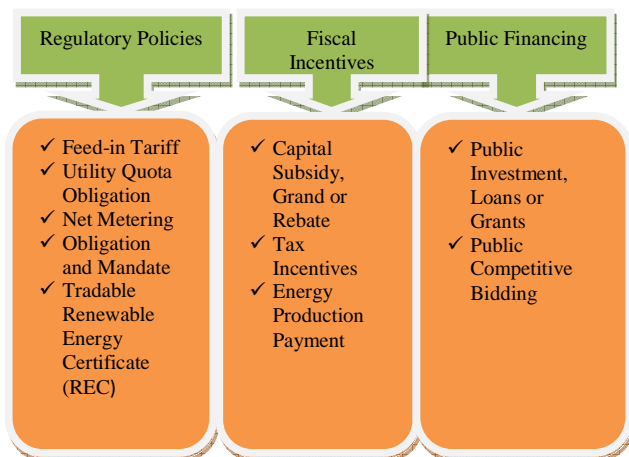 Regulatory Policies
Fiscal
Incentives
Public Financing
✓ Feed-in Tariff
✓ Utility Quota
Obligation
✓ Net Metering
✓ Obligation
and Mandate
✓ Tradable
Renewable
Energy
Certificate
(REC)
✓ Capital
Subsidy,
Grand or
Rebate
✓ Tax
Incentives
✓ Energy
Production
Payment
✓ Public
Investment,
Loans or
Grants
✓ Public
Competitive
Bidding